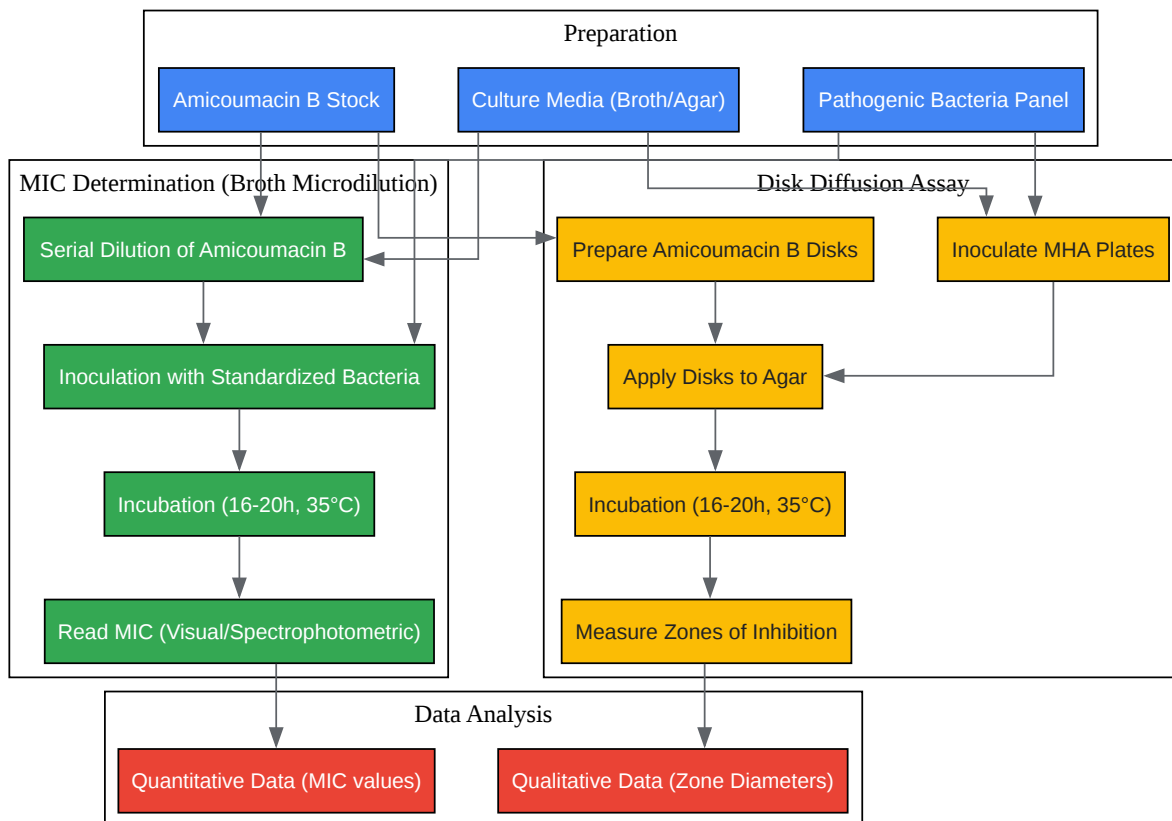 Preparation
Amicoumacin B Stock
Culture Media (Broth/Agar)
Pathogenic Bacteria Panel
MIC Determination (Broth Microdilution)
Serial Dilution of Amicoumacin B
Inoculation with Standardized Bacteria
Incubation (16-20h, 35°C)
Read MIC (Visual/Spectrophotometric)
Disk Diffusion Assay
Prepare Amicoumacin B Disks
Inoculate MHA Plates
Apply Disks to Agar
Incubation (16-20h, 35°C)
Measure Zones of Inhibition
Data Analysis
Quantitative Data (MIC values)
Qualitative Data (Zone Diameters)